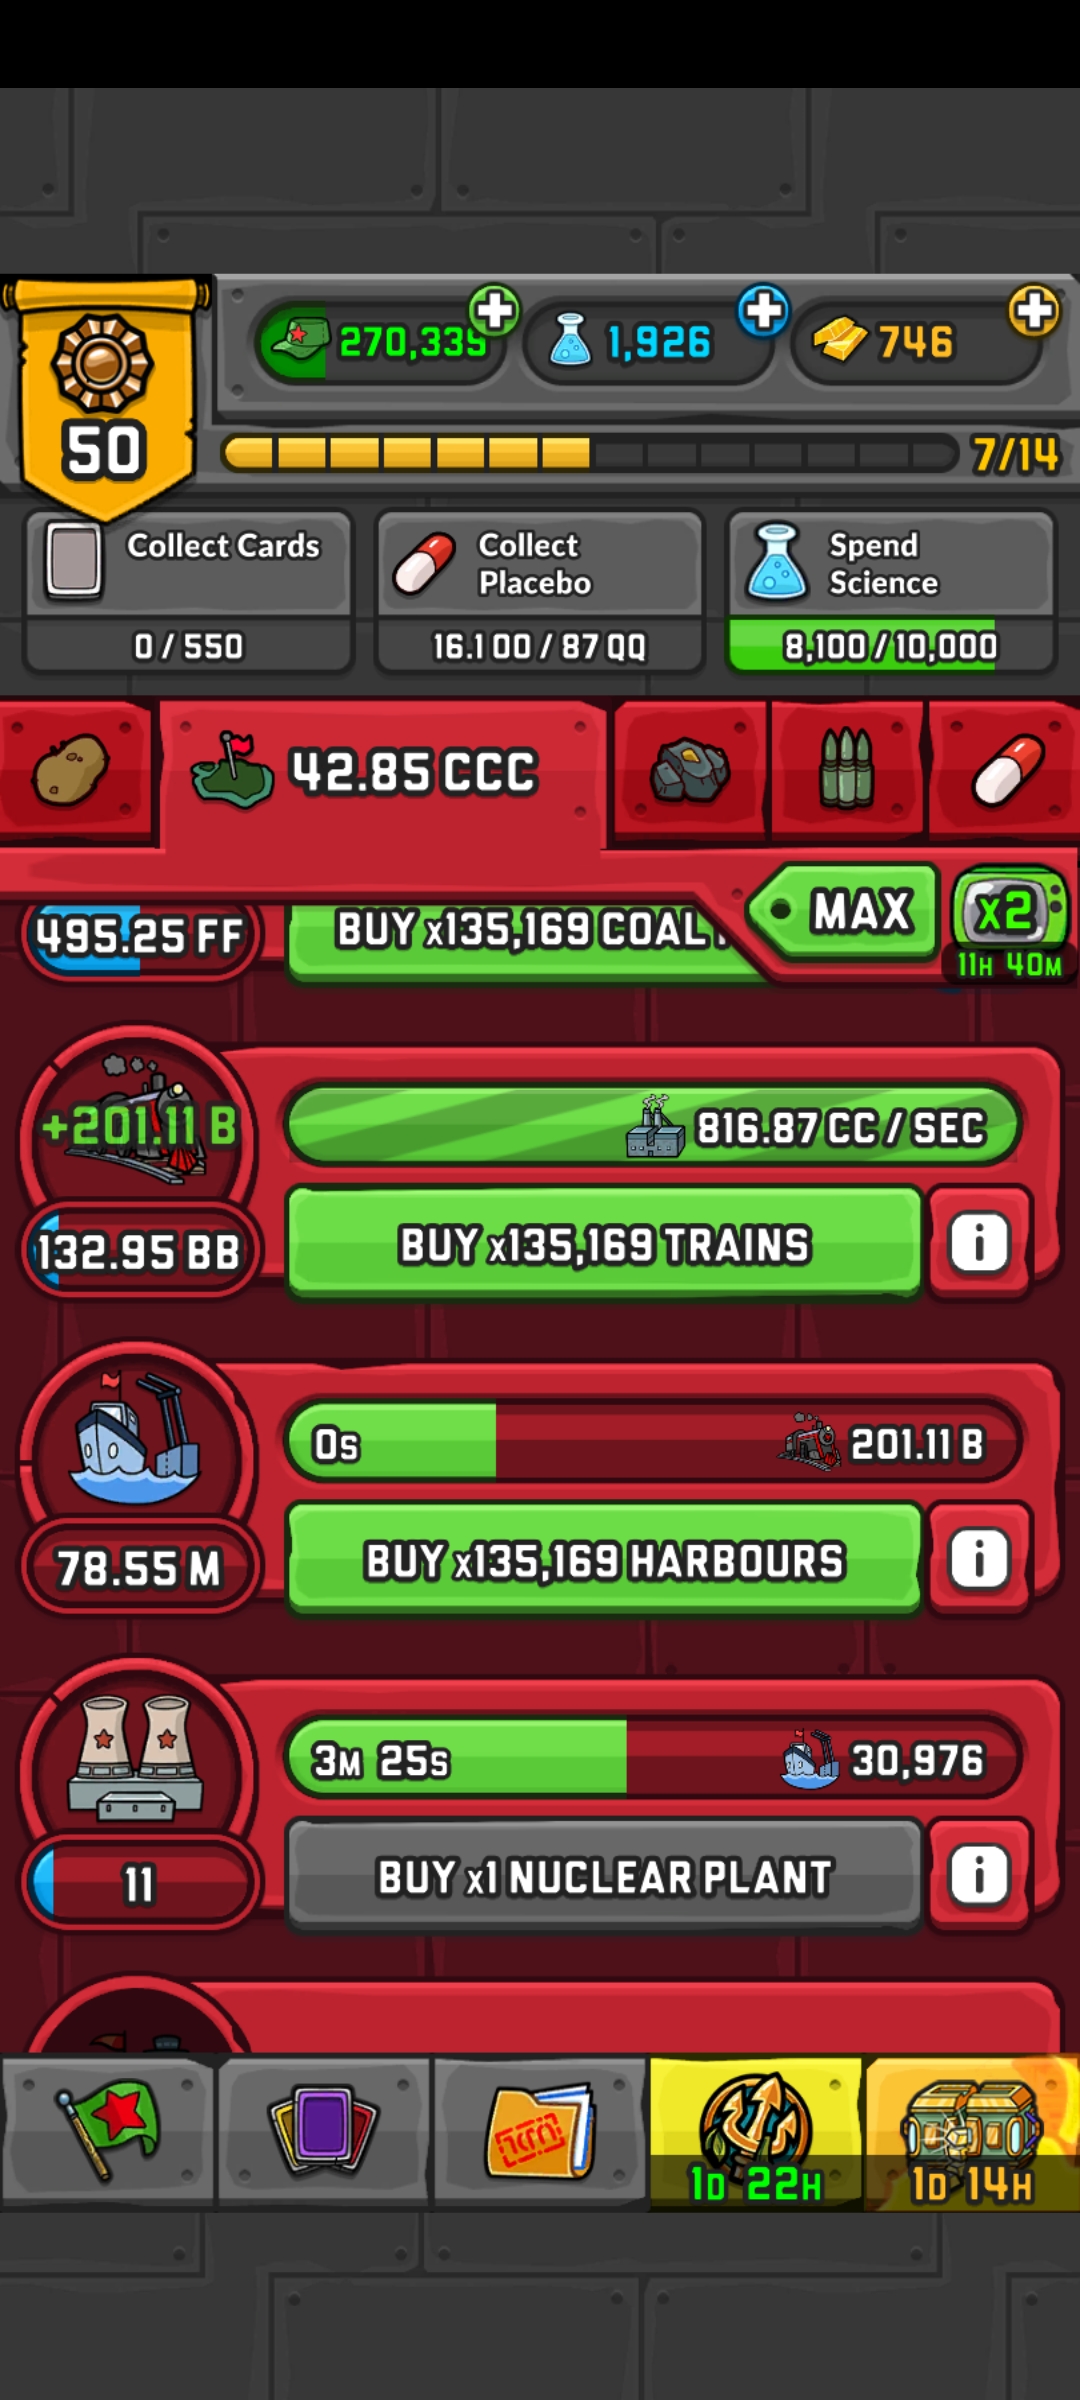 270,339
1,926
746
50
7/14
Collect Cards
0 / 550
Collect
Placebo
16.1 OO / 87 QQ
Spend
Science
8,100 / 10,000
42.85 CCC
MAX
x2
11H 40M
495.25 FF
BUY x135,169 COAL
+201.11 B
816.87 CC / SEC
132.95 BB
BUY x135,169 TRAINS
i
0s
201.11 B
78.55 M
BUY x135,169 HARBOURS
i
3M 25s
30,976
11
BUY x1 NUCLEAR PLANT
i
1D 22H
1D 14H